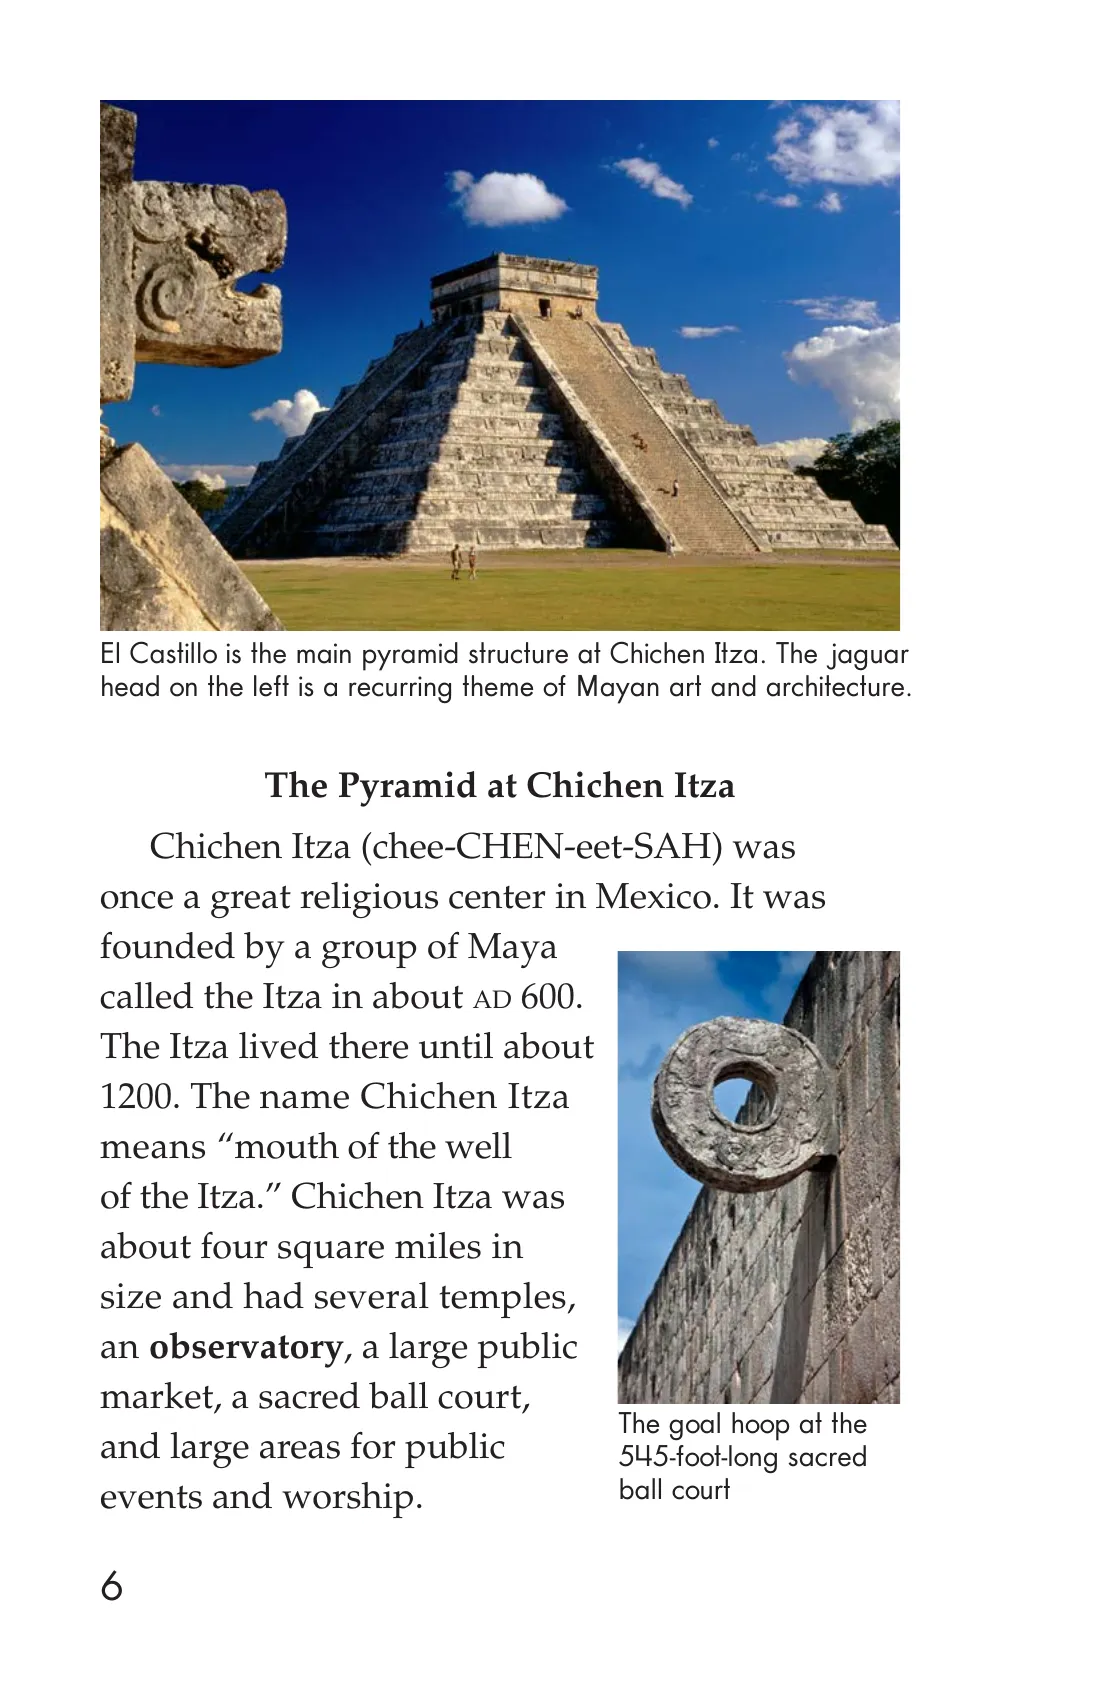 El Castillo is the main pyramid structure at Chichen Itza. The jaguar
head on the left is a recurring theme of Mayan art and architecture.
The Pyramid at Chichen Itza
Chichen Itza (chee-CHEN-eet-SAH) was
once a great religious center in Mexico. It was
founded by a group of Maya
called the Itza in about AD 600.
The Itza lived there until about
1200. The name Chichen Itza
means “mouth of the well
of the Itza.” Chichen Itza was
about four square miles in
size and had several temples,
an observatory, a large public
market, a sacred ball court,
and large areas for public
events and worship.
The goal hoop at the
545-foot-long sacred
ball court
6